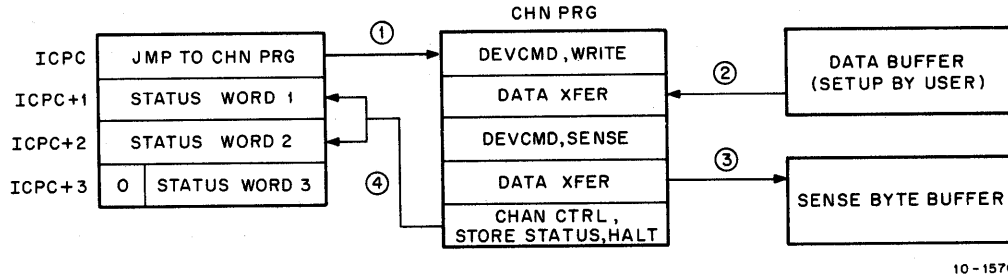 CHN PRG
ICPC
JMP TO CHN PRG
①
DEVCMD,WRITE
②
DATA BUFFER
(SETUP BY USER)
ICPC+1
STATUS WORD 1
DATA XFER
ICPC+2
STATUS WORD 2
DEVCMD,SENSE
ICPC+3
0
STATUS WORD 3
④
DATA XFER
③
SENSE BYTE BUFFER
CHAN CTRL,
STORE STATUS,HALT